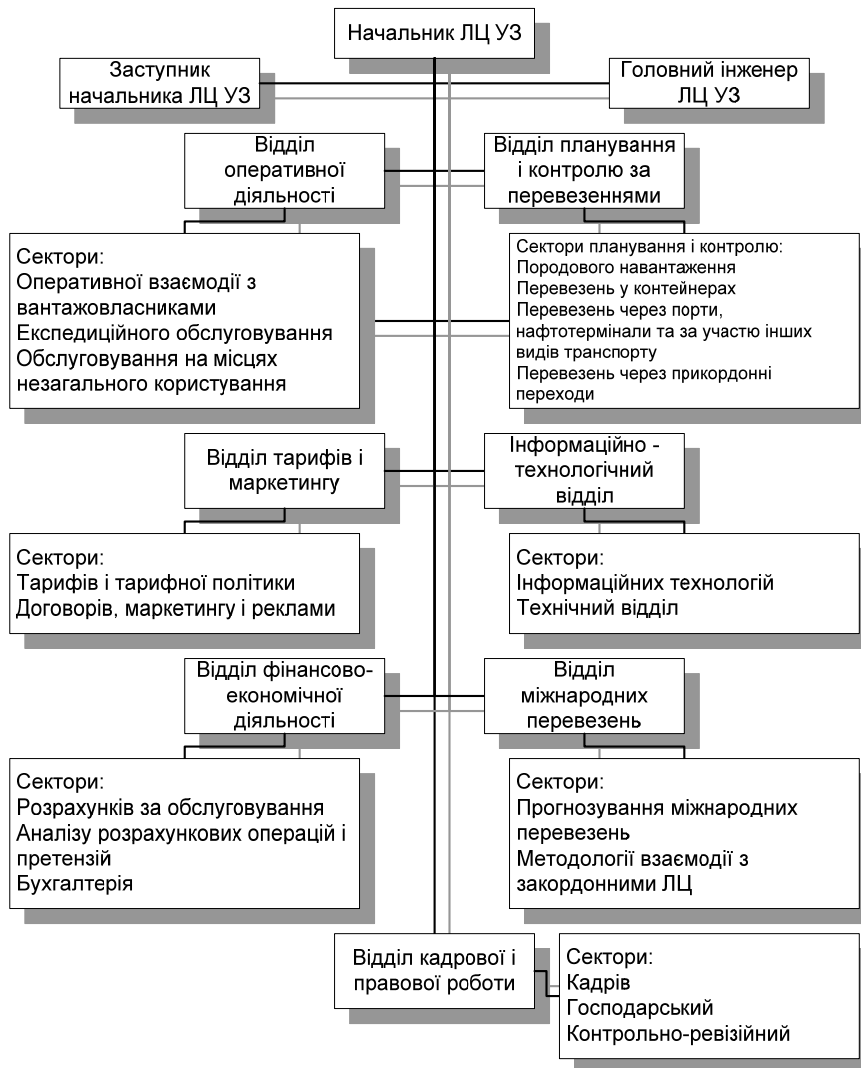 Начальник ЛЦ УЗ
Заступник
начальника ЛЦ УЗ
Головний інженер
ЛЦ УЗ
Відділ
оперативної
діяльності
Відділ планування
і контролю за
перевезеннями
Сектори:
Оперативної взаємодії з
вантажовласниками
Експедиційного обслуговування
Обслуговування на місцях
незагального користування
Сектори планування і контролю:
Породового навантаження
Перевезень у контейнерах
Перевезень через порти,
нафтотермінали та за участю інших
видів транспорту
Перевезень через прикордонні
переходи
Відділ тарифів і
маркетингу
Інформаційно -
технологічний
відділ
Сектори:
Тарифів і тарифної політики
Договорів, маркетингу і реклами
Сектори:
Інформаційних технологій
Технічний відділ
Відділ фінансово-
економічної
діяльності
Відділ
міжнародних
перевезень
Сектори:
Розрахунків за обслуговування
Аналізу розрахункових операцій і
претензій
Бухгалтерія
Сектори:
Прогнозування міжнародних
перевезень
Методології взаємодії з
закордонними ЛЦ
Відділ кадрової і
правової роботи
Сектори:
Кадрів
Господарський
Контрольно-ревізійний